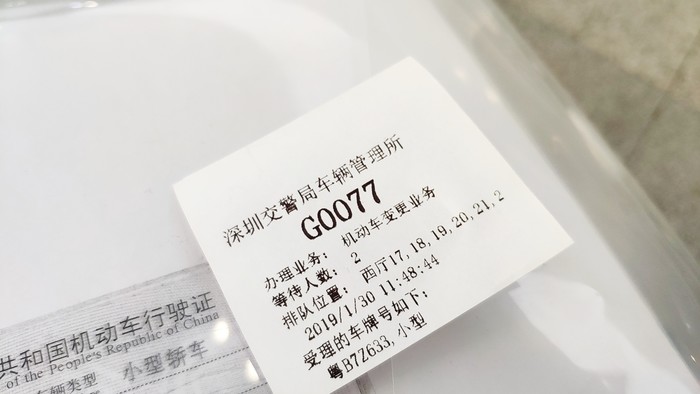 深圳交警局车辆管理所
G0077
办理业务： 机动车变更业务
等待人数： 2
排队位置： 西厅17, 18, 19, 20, 21, 2
2019/1/30 11:48:44
受理的车牌号如下：
粤B7Z633, 小型
共和国机动车行驶证
of the People's Republic of China
车辆类型 小型轿车